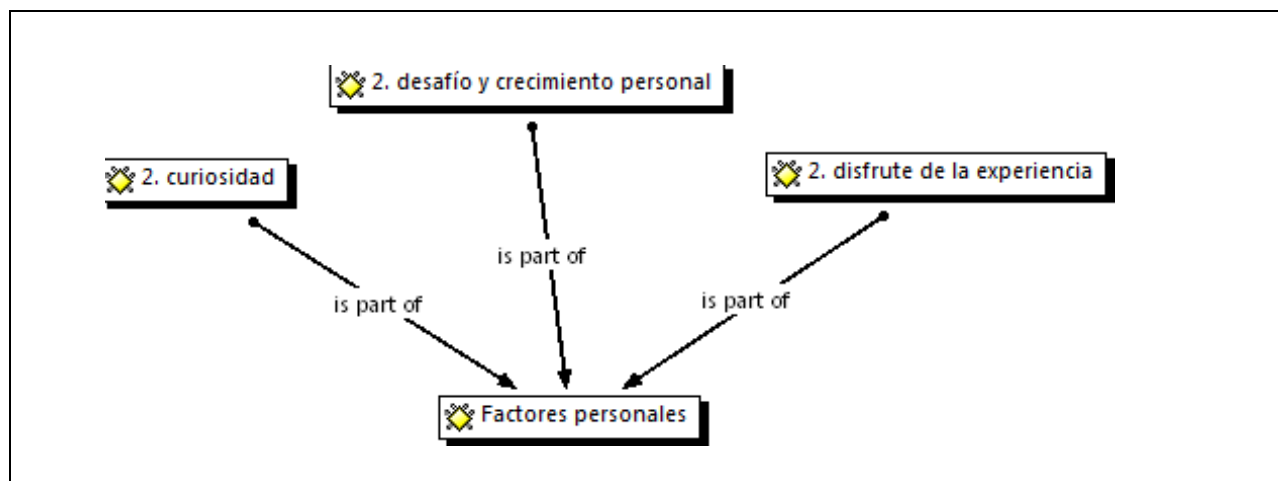 2. desafío y crecimiento personal
2. curiosidad
2. disfrute de la experiencia
is part of
is part of
is part of
Factores personales